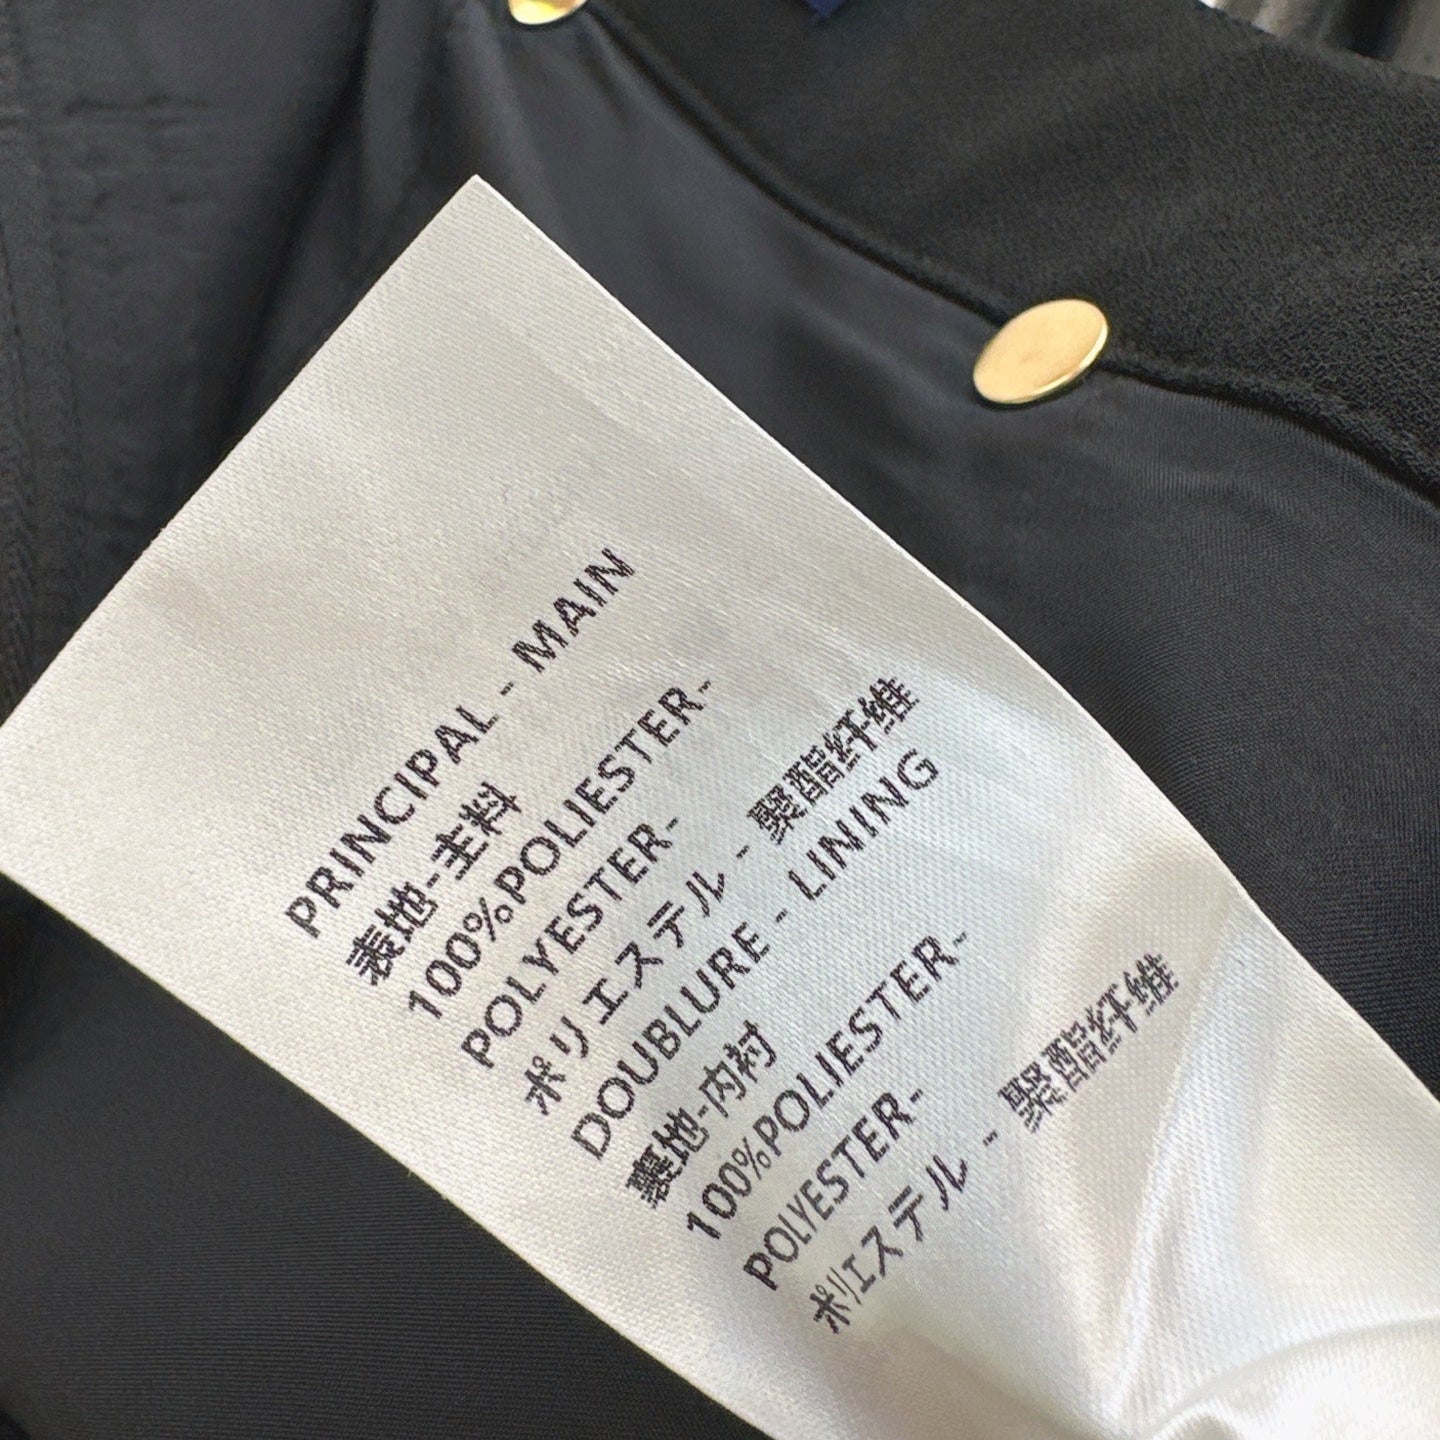 PRINCIPAL - MAIN
表地-主料
100%POLIESTER-
POLYESTER-
ポリエステル - 聚酯纤维
DOUBLURE - LINING
裏地-内衬
100%POLIESTER-
POLYESTER-
ポリエステル - 聚酯纤维